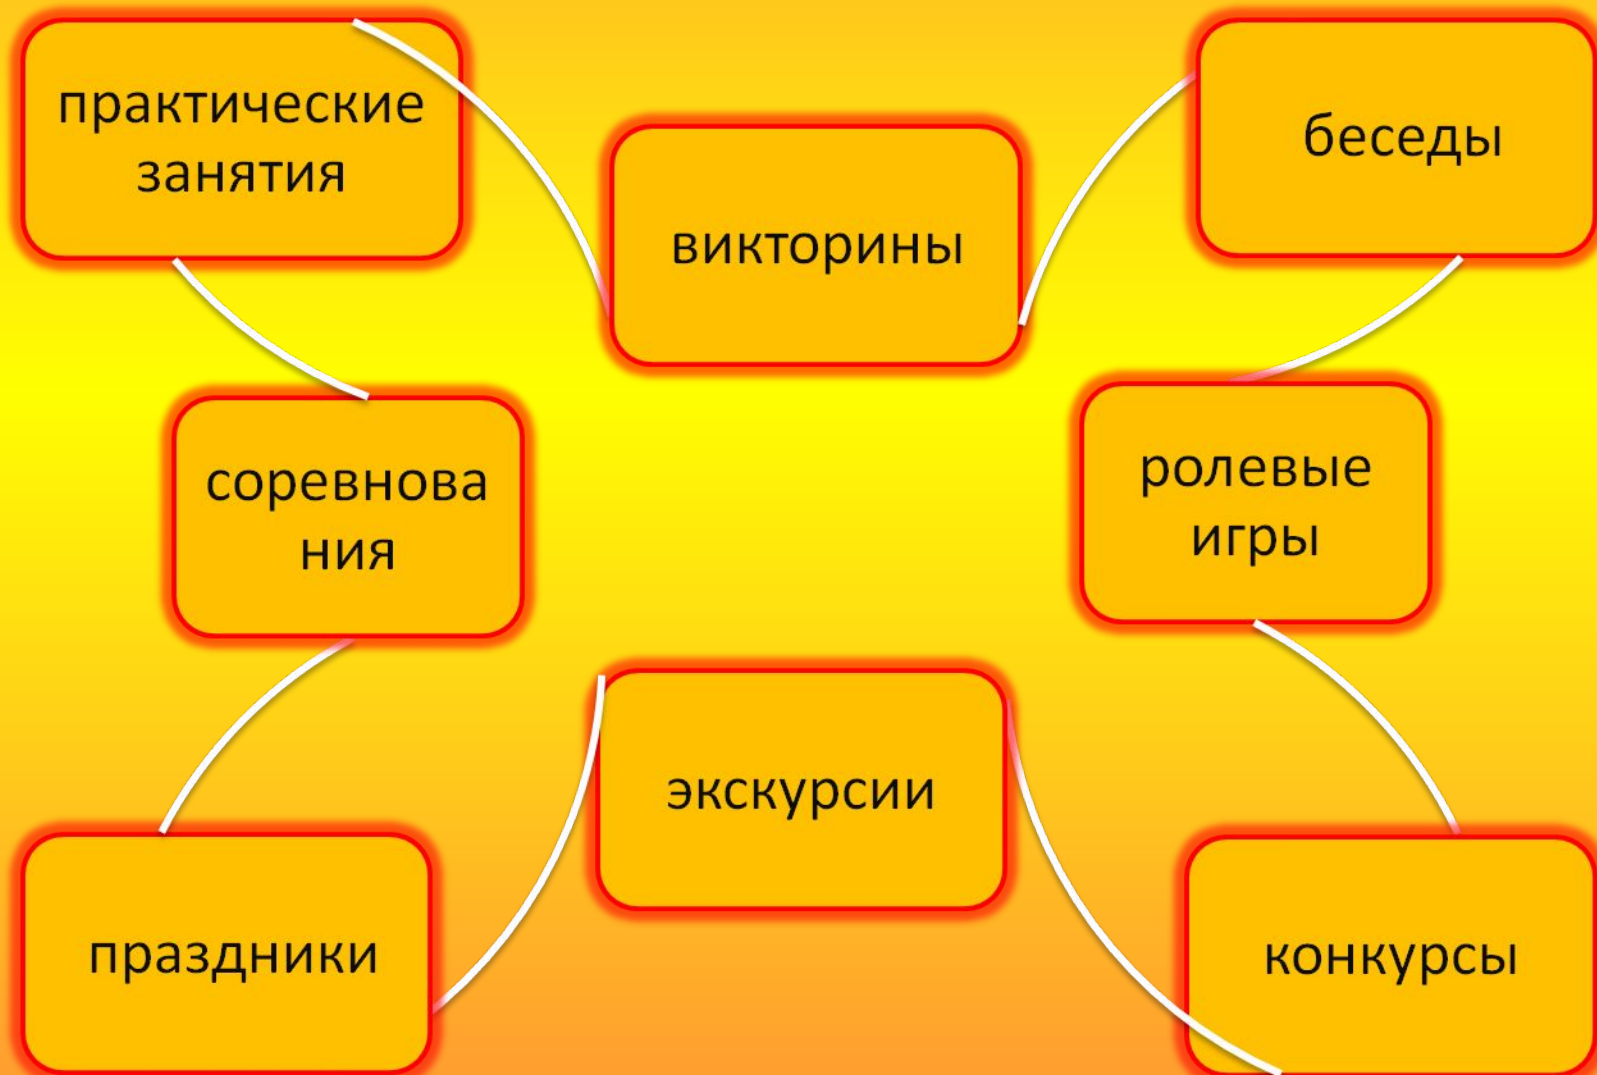 практические
занятия
викторины
беседы
соревнова
ния
ролевые
игры
экскурсии
праздники
конкурсы